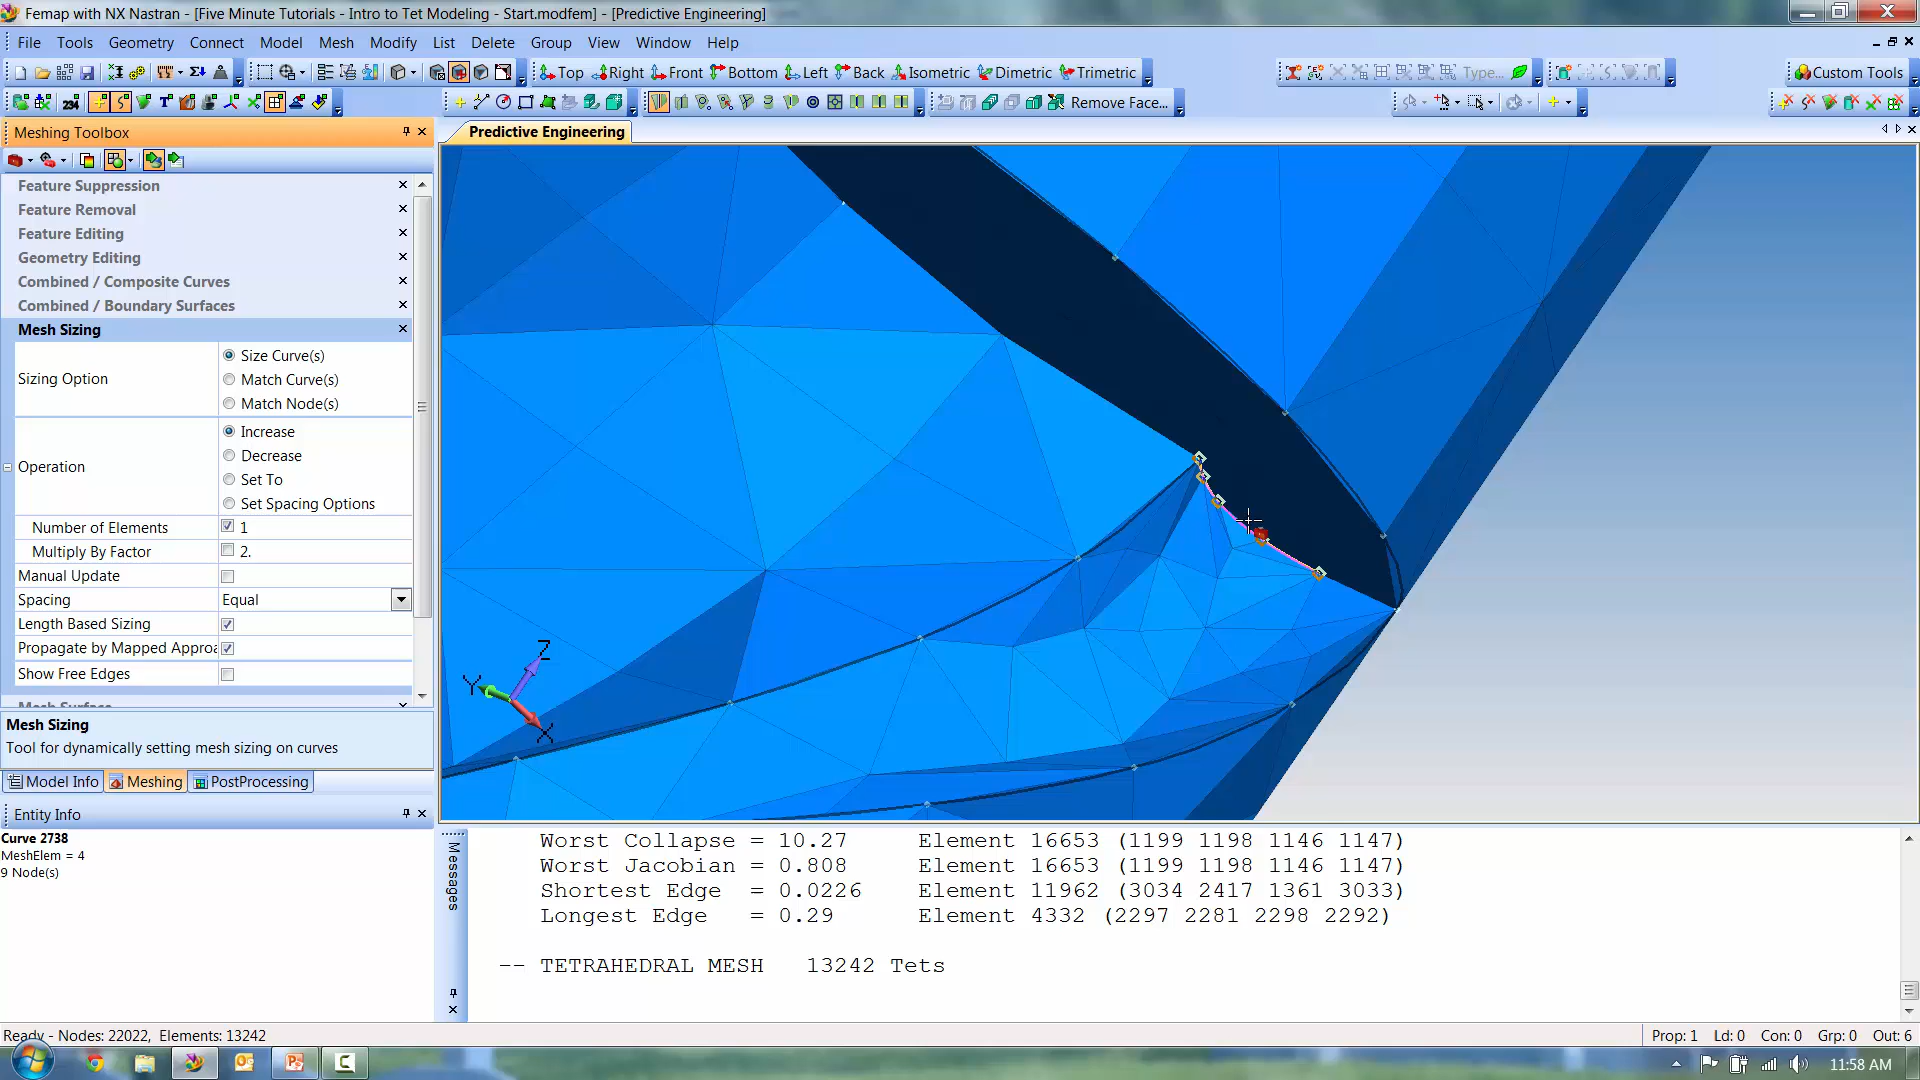 Femap with NX Nastran - [Five Minute Tutorials - Intro to Tet Modeling - Start.modfem] - [Predictive Engineering]
File Tools Geometry Connect Model Mesh Modify List Delete Group View Window Help
Top Right Front Bottom Left Back Isometric Dimetric Trimetric Type... Custom Tools
234 Remove Face...
Meshing Toolbox
Predictive Engineering
Feature Suppression
Feature Removal
Feature Editing
Geometry Editing
Combined / Composite Curves
Combined / Boundary Surfaces
Mesh Sizing
Sizing Option
Size Curve(s)
Match Curve(s)
Match Node(s)
Operation
Increase
Decrease
Set To
Set Spacing Options
Number of Elements 1
Multiply By Factor 2.
Manual Update
Spacing Equal
Length Based Sizing
Propagate by Mapped Approa
Show Free Edges
Mesh Surface
Mesh Sizing
Tool for dynamically setting mesh sizing on curves
Model Info Meshing PostProcessing
Entity Info
Curve 2738
MeshElem = 4
9 Node(s)
Z
Y
X
Messages
Worst Collapse = 10.27 Element 16653 (1199 1198 1146 1147)
Worst Jacobian = 0.808 Element 16653 (1199 1198 1146 1147)
Shortest Edge = 0.0226 Element 11962 (3034 2417 1361 3033)
Longest Edge = 0.29 Element 4332 (2297 2281 2298 2292)
-- TETRAHEDRAL MESH 13242 Tets
Ready - Nodes: 22022, Elements: 13242
Prop: 1 Ld: 0 Con: 0 Grp: 0 Out: 6
11:58 AM